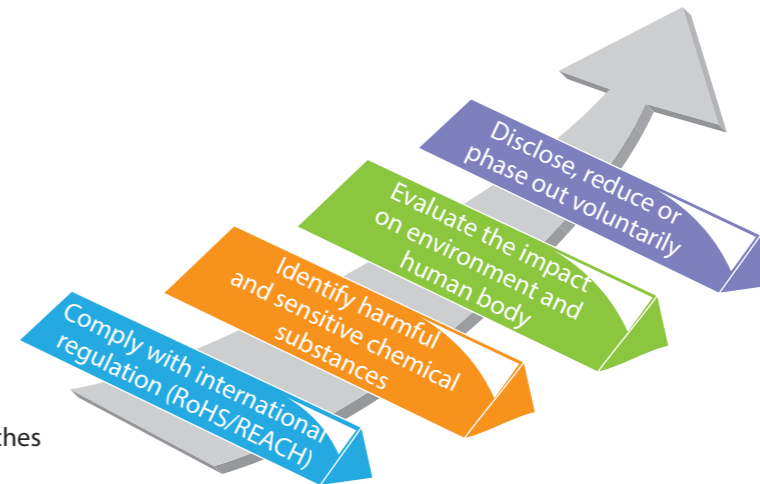 Disclose, reduce or
phase out voluntarily
Evaluate the impact
on environment and
human body
Identify harmful
and sensitive chemical
substances
Comply with international
regulation (RoHS/REACH)